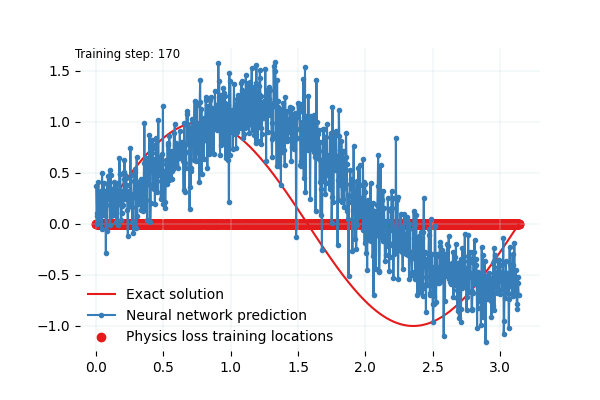 Training step: 170
1.5
1.0
0.5
0.0
−0.5
−1.0
Exact solution
Neural network prediction
Physics loss training locations
0.0 0.5 1.0 1.5 2.0 2.5 3.0